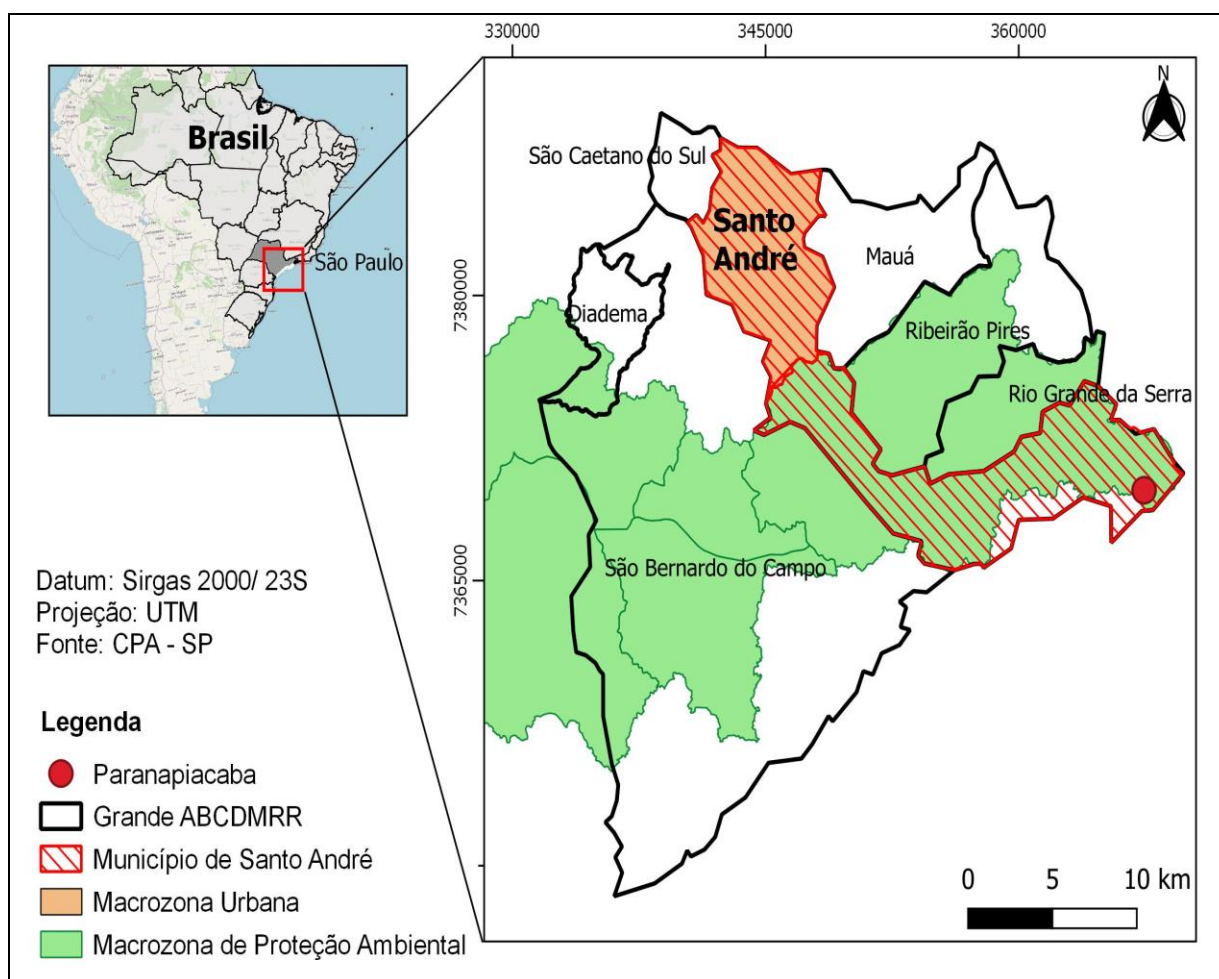 330000
345000
360000
N
Brasil
São Paulo
São Caetano do Sul
Santo
André
Mauá
7380000
Diadema
Ribeirão Pires
Rio Grande da Serra
São Bernardo do Campo
7365000
Datum: Sirgas 2000/ 23S
Projeção: UTM
Fonte: CPA - SP
Legenda
Paranapiacaba
Grande ABCDMRR
Município de Santo André
Macrozona Urbana
Macrozona de Proteção Ambiental
0 5 10 km